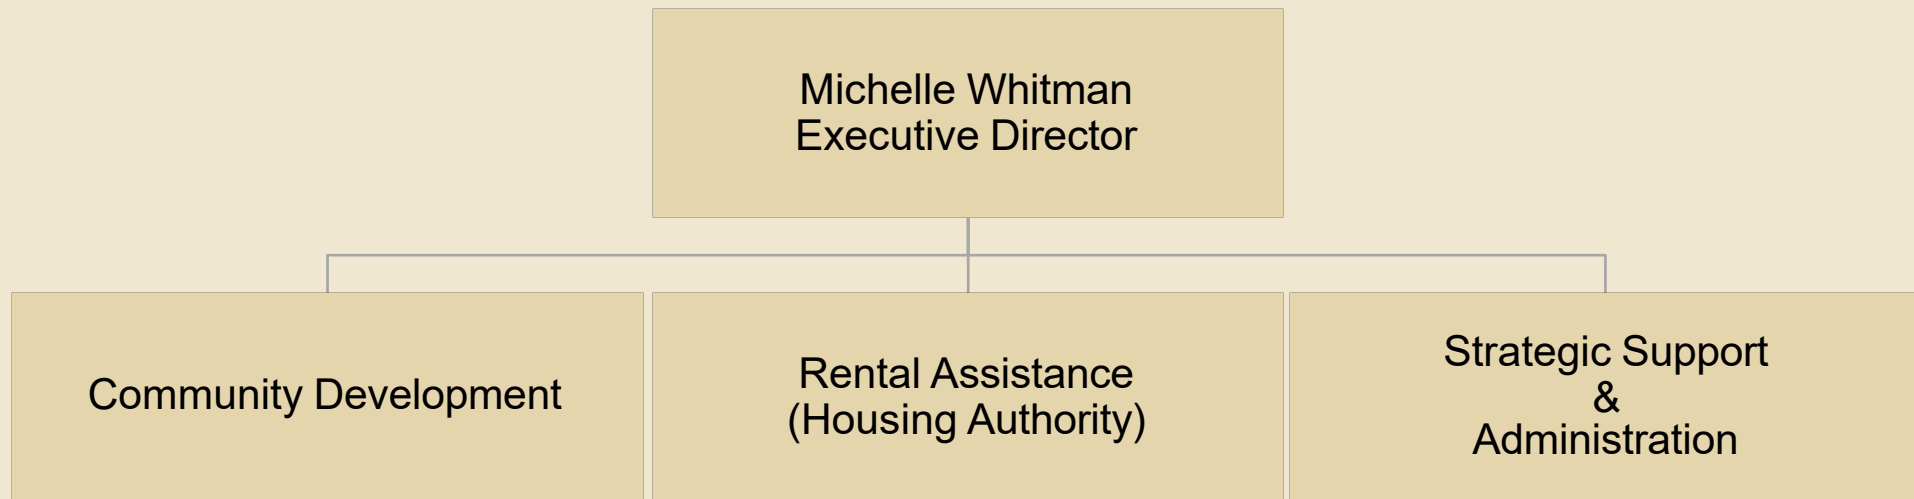 Michelle Whitman
Executive Director
Community Development
Rental Assistance
(Housing Authority)
Strategic Support
&
Administration